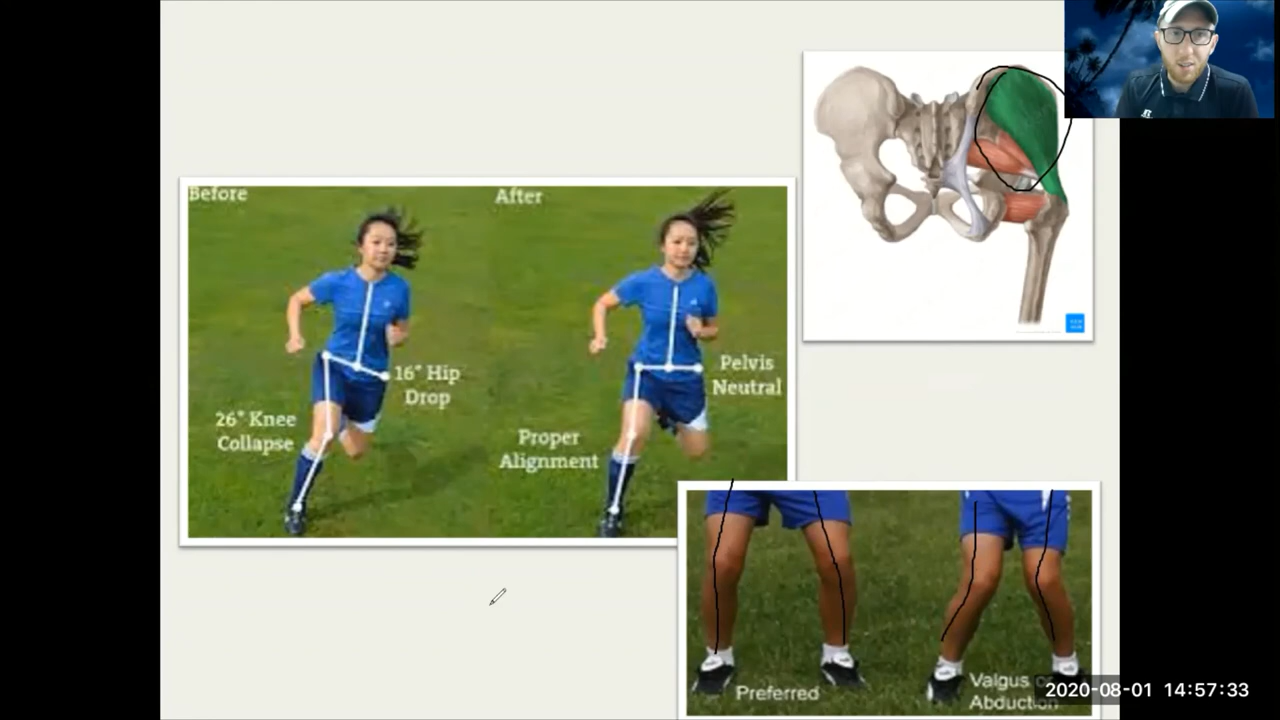 Before
After
16° Hip
Drop
26° Knee
Collapse
Pelvis
Neutral
Proper
Alignment
Preferred
Valgus
Abduction
2020-08-01 14:57:33